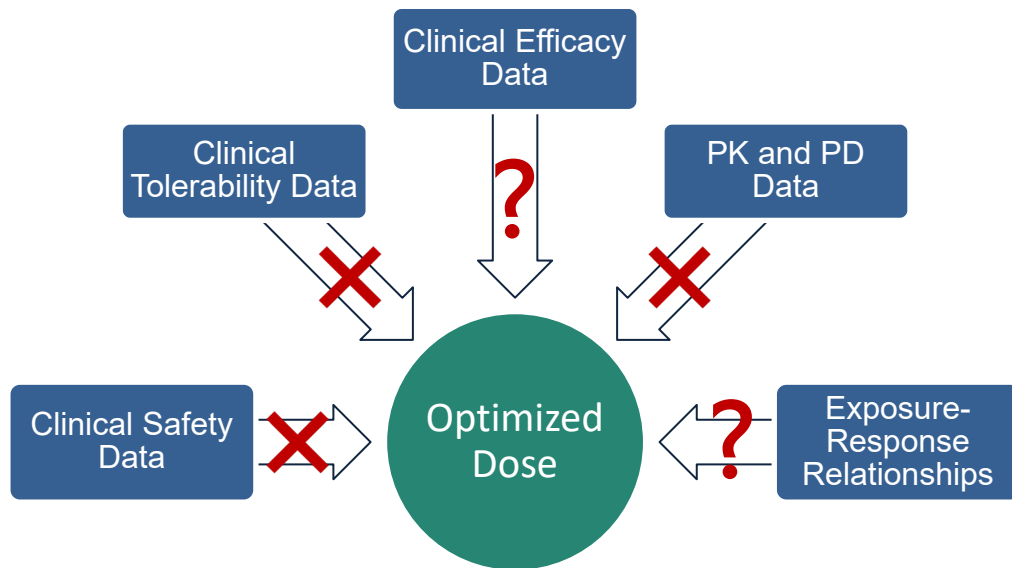 Clinical Efficacy
Data
Clinical
Tolerability Data
?
PK and PD
Data
Clinical Safety
Data
Optimized
Dose
?
Exposure-
Response
Relationships